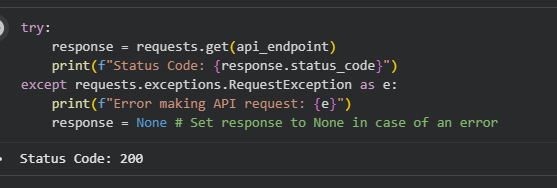 try:
    response = requests.get(api_endpoint)
    print(f"Status Code: {response.status_code}")
except requests.exceptions.RequestException as e:
    print(f"Error making API request: {e}")
    response = None # Set response to None in case of an error
Status Code: 200